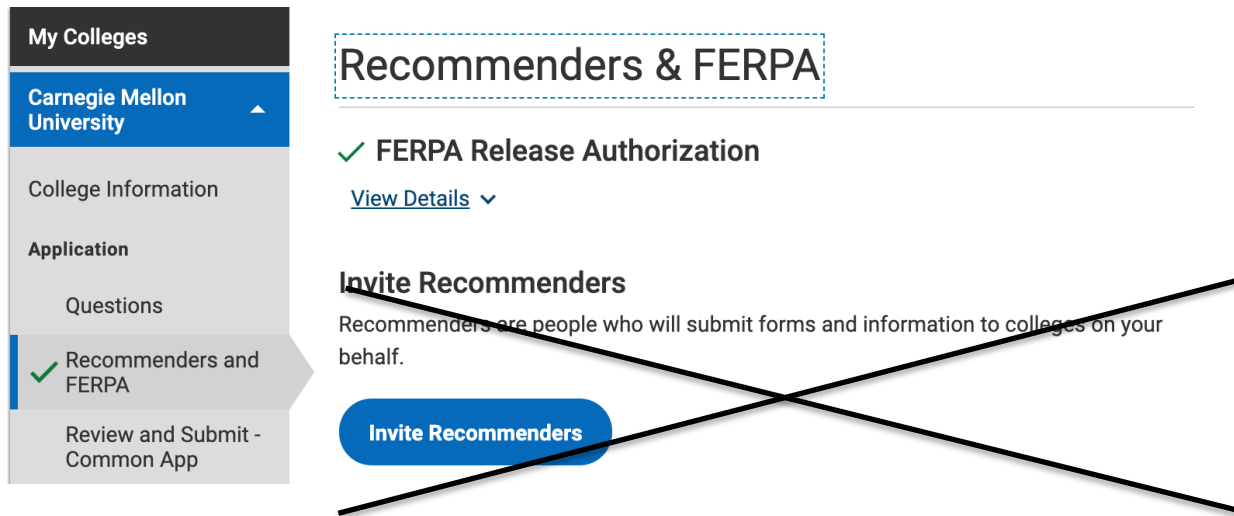 My Colleges
Carnegie Mellon
University
College Information
Application
Questions
Recommenders and
FERPA
Review and Submit -
Common App
Recommenders & FERPA
FERPA Release Authorization
View Details
Invite Recommenders
Recommenders are people who will submit forms and information to colleges on your
behalf.
Invite Recommenders